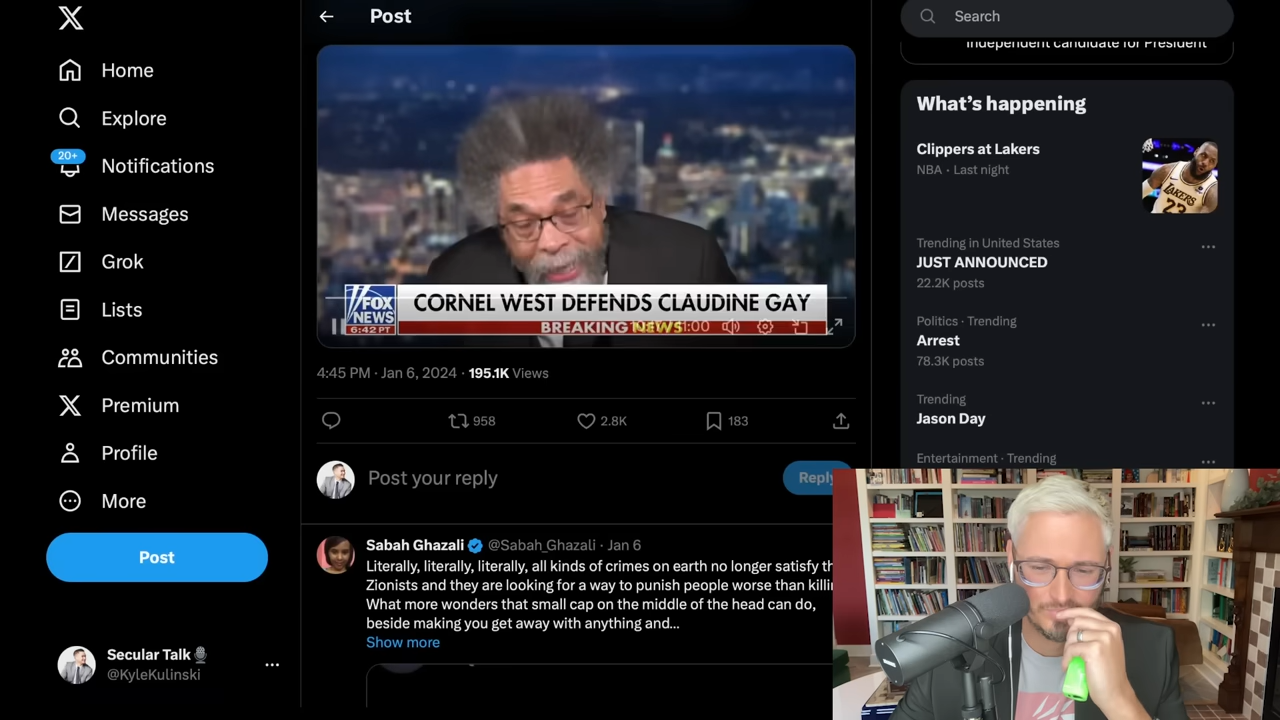 Home
Explore
20+
Notifications
Messages
Grok
Lists
Communities
Premium
Profile
More
Post
Secular Talk
@KyleKulinski
Post
FOX
NEWS
6:42 PT
CORNEL WEST DEFENDS CLAUDINE GAY
BREAKING NEWS
4:45 PM · Jan 6, 2024 · 195.1K Views
958
2.8K
183
Post your reply
Reply
Sabah Ghazali @Sabah_Ghazali · Jan 6
Literally, literally, literally, all kinds of crimes on earth no longer satisfy th
Zionists and they are looking for a way to punish people worse than killi
What more wonders that small cap on the middle of the head can do,
beside making you get away with anything and...
Show more
Search
Independent candidate for President
What's happening
Clippers at Lakers
NBA · Last night
LAKERS
23
Trending in United States
JUST ANNOUNCED
22.2K posts
Politics · Trending
Arrest
78.3K posts
Trending
Jason Day
Entertainment · Trending